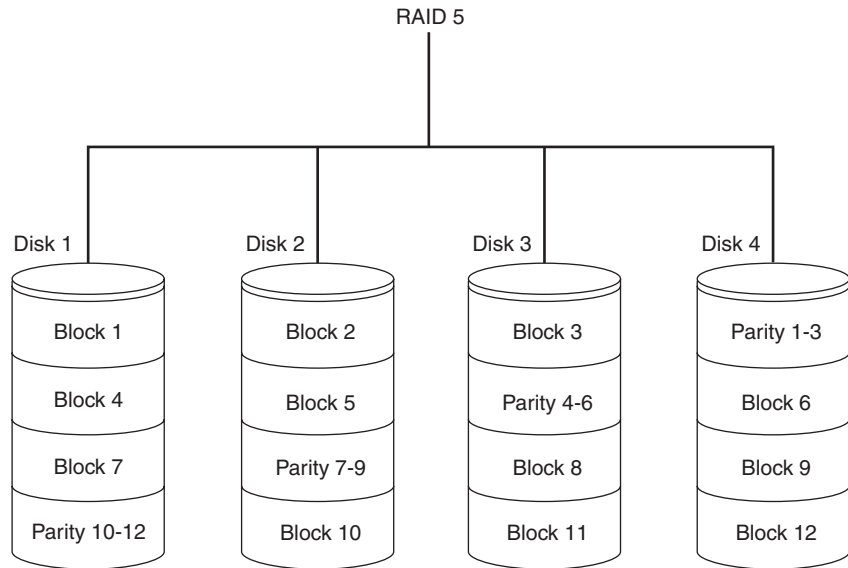 RAID 5
Disk 1
Disk 2
Disk 3
Disk 4
Block 1
Block 2
Block 3
Parity 1-3
Block 4
Block 5
Parity 4-6
Block 6
Block 7
Parity 7-9
Block 8
Block 9
Parity 10-12
Block 10
Block 11
Block 12